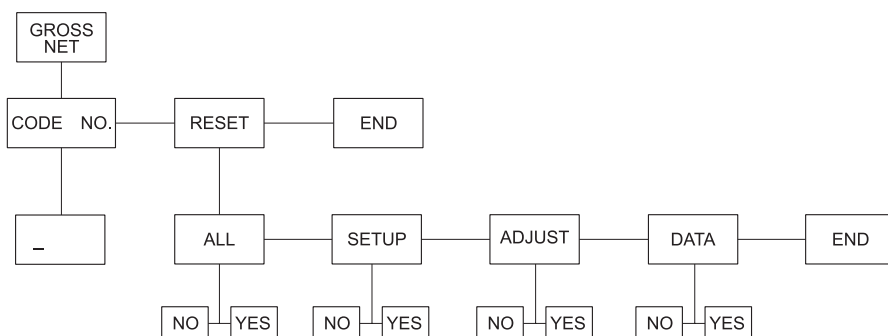 GROSS
NET
CODE NO.
RESET
END
_
ALL
SETUP
ADJUST
DATA
END
NO
YES
NO
YES
NO
YES
NO
YES